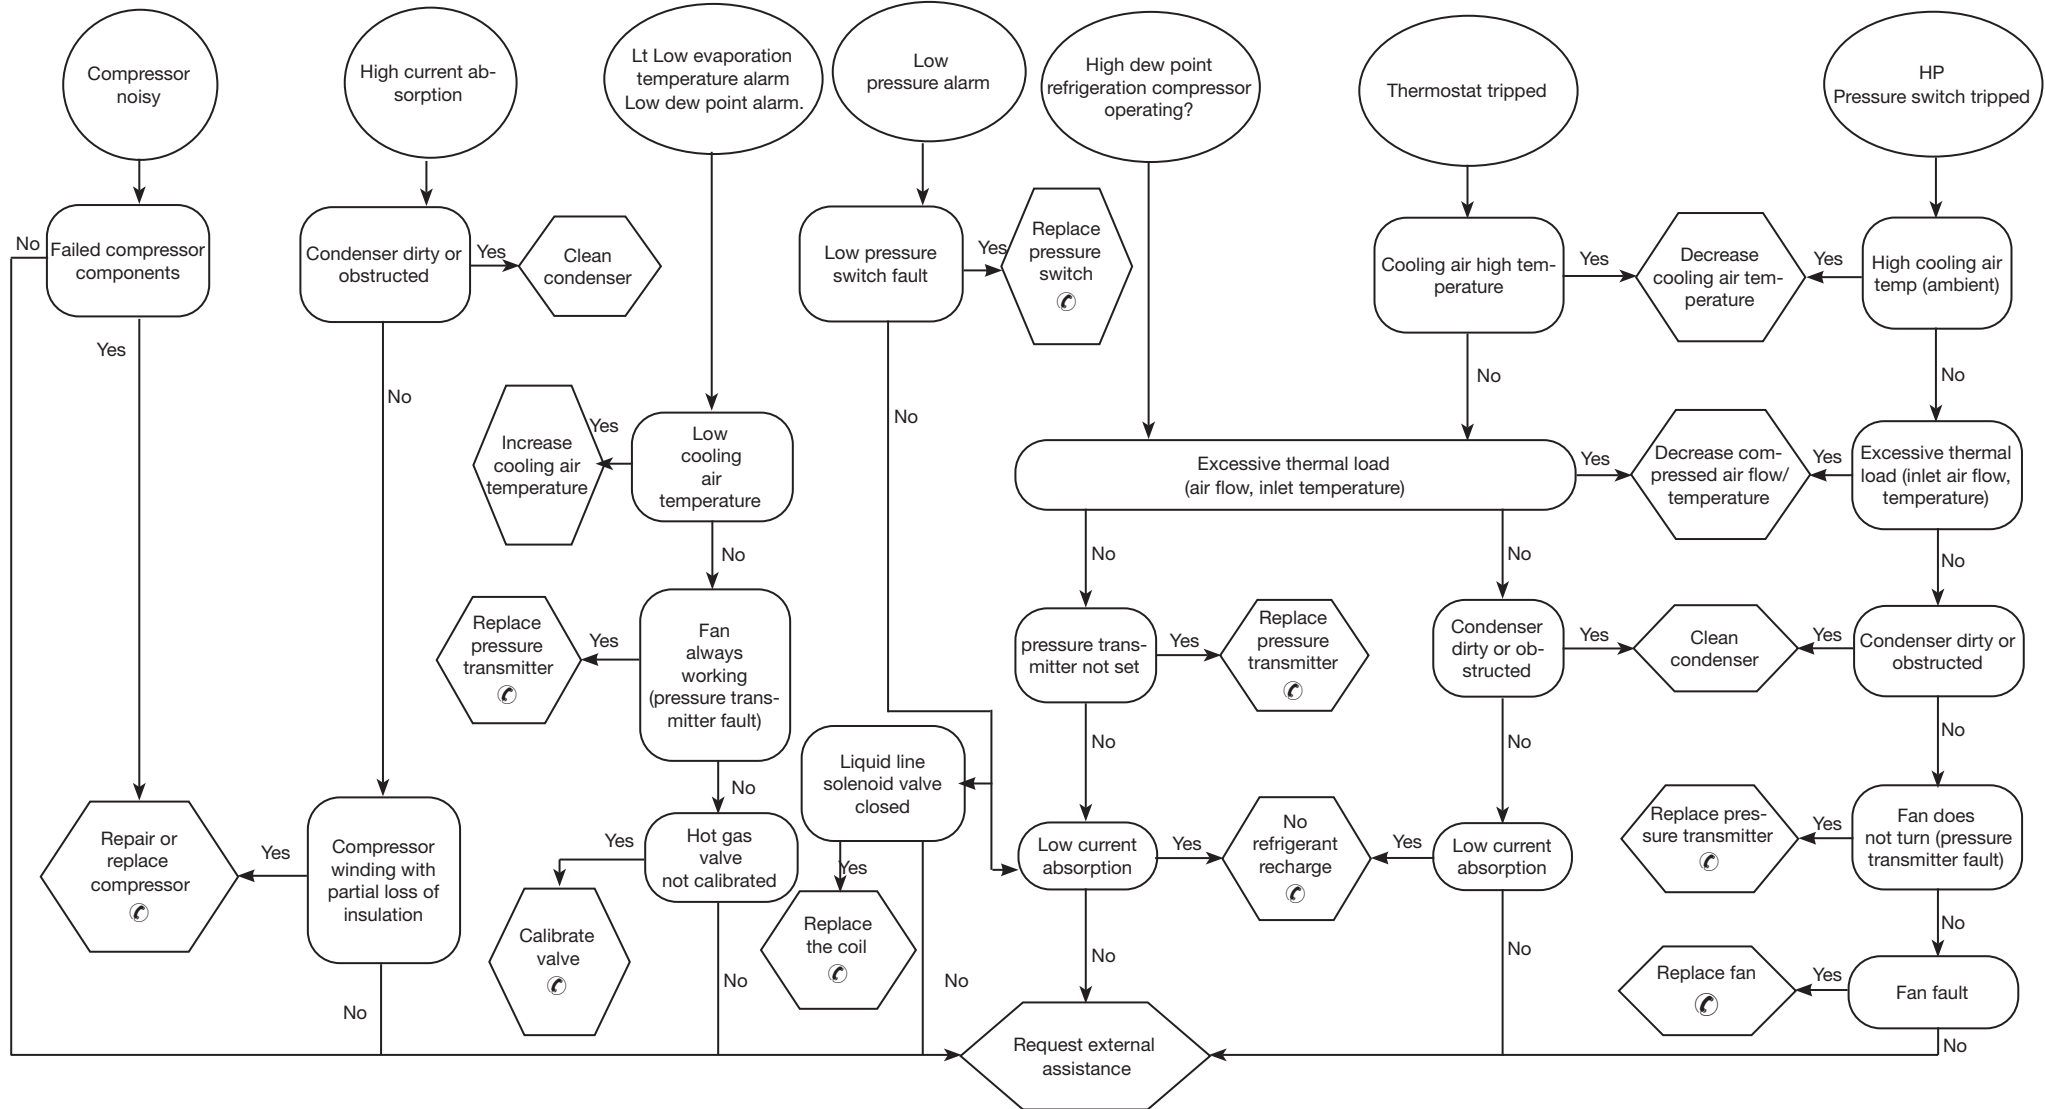 Compressor
noisy
High current ab-
sorption
Lt Low evaporation
temperature alarm
Low dew point alarm.
Low
pressure alarm
High dew point
refrigeration compressor
operating?
Thermostat tripped
HP
Pressure switch tripped
No
Failed compressor
components
Yes
Condenser dirty or
obstructed
Yes
Clean
condenser
No
Low pressure
switch fault
Yes
Replace
pressure
switch
No
Cooling air high tem-
perature
Yes
Decrease
cooling air tem-
perature
Yes
High cooling air
temp (ambient)
No
No
Increase
cooling air
temperature
Yes
Low
cooling
air
temperature
No
Excessive thermal load
(air flow, inlet temperature)
Yes
Decrease com-
pressed air flow/
temperature
Yes
Excessive thermal
load (inlet air flow,
temperature)
No
No
No
Replace
pressure
transmitter
Yes
Fan
always
working
(pressure trans-
mitter fault)
No
pressure trans-
mitter not set
Yes
Replace
pressure
transmitter
No
Condenser
dirty or ob-
structed
Yes
Clean
condenser
Yes
Condenser dirty or
obstructed
No
No
Liquid line
solenoid valve
closed
Yes
Replace
the coil
No
Repair or
replace
compressor
Yes
Compressor
winding with
partial loss of
insulation
No
Yes
Hot gas
valve
not calibrated
Calibrate
valve
No
Low current
absorption
Yes
No
refrigerant
recharge
Yes
Low current
absorption
No
No
Replace pres-
sure transmitter
Yes
Fan does
not turn (pressure
transmitter fault)
No
Replace fan
Yes
Fan fault
No
Request external
assistance